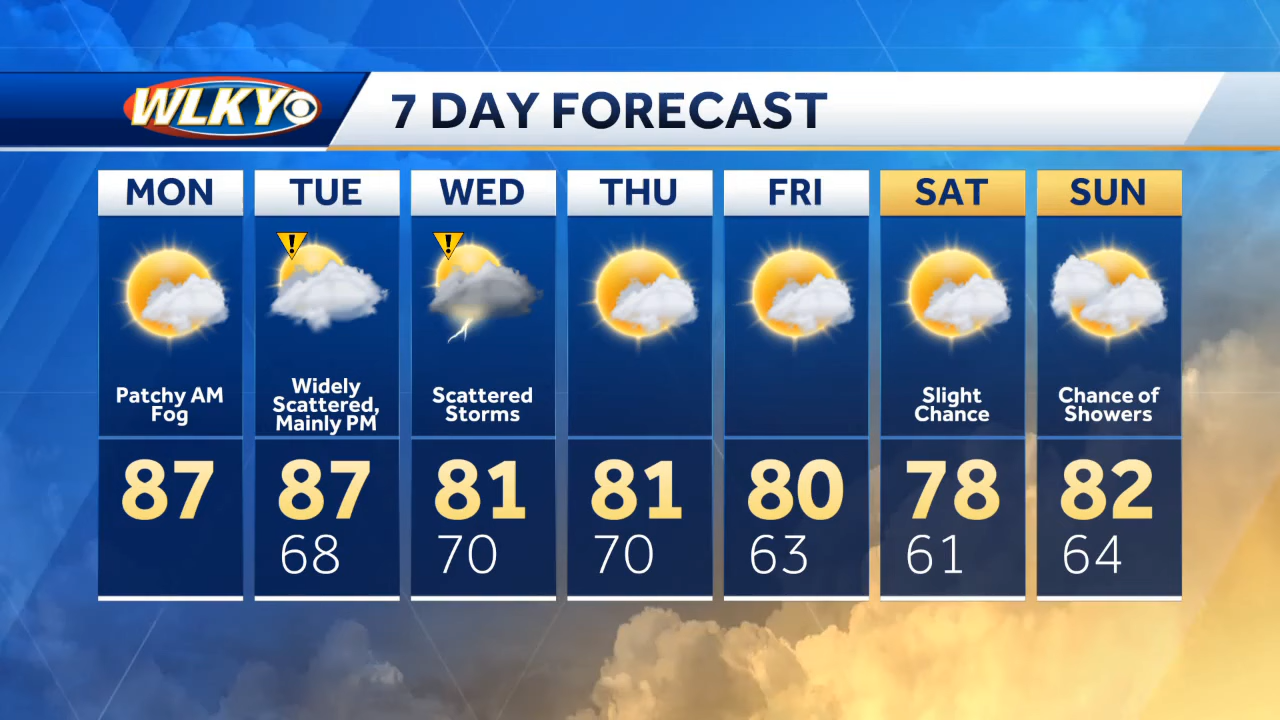 WLKY
7 DAY FORECAST
MON
TUE
WED
THU
FRI
SAT
SUN
!
!
Patchy AM
Fog
Widely
Scattered,
Mainly PM
Scattered
Storms
Slight
Chance
Chance of
Showers
87
87
81
81
80
78
82
68
70
70
63
61
64